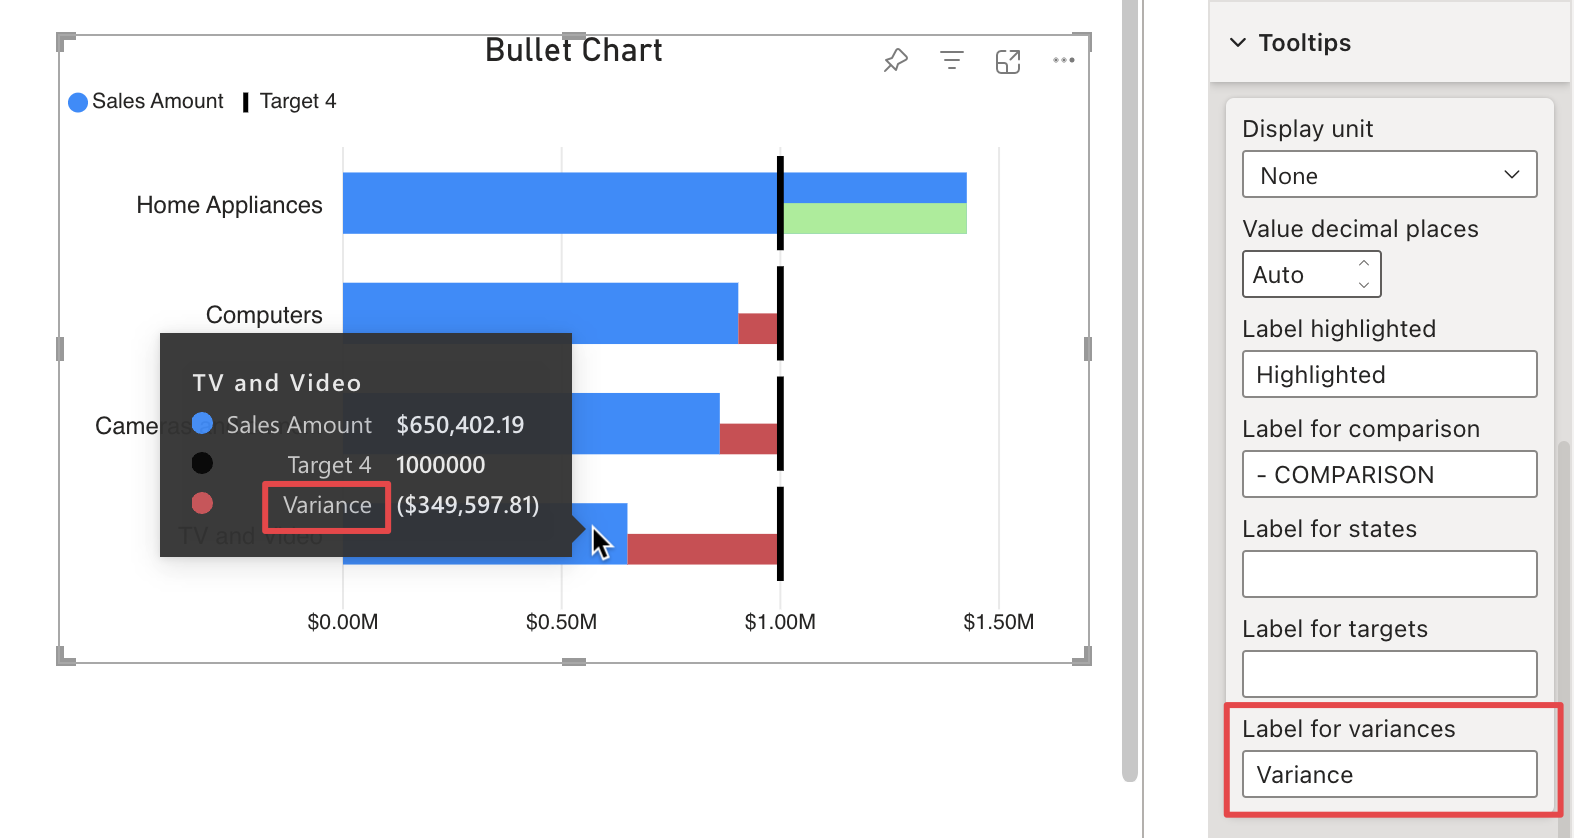 Bullet Chart
Sales Amount
Target 4
Home Appliances
Computers
Cameras
TV and Video
Sales Amount $650,402.19
Target 4 1000000
Variance ($349,597.81)
TV and Video
$0.00M $0.50M $1.00M $1.50M
Tooltips
Display unit
None
Value decimal places
Auto
Label highlighted
Highlighted
Label for comparison
- COMPARISON
Label for states
Label for targets
Label for variances
Variance